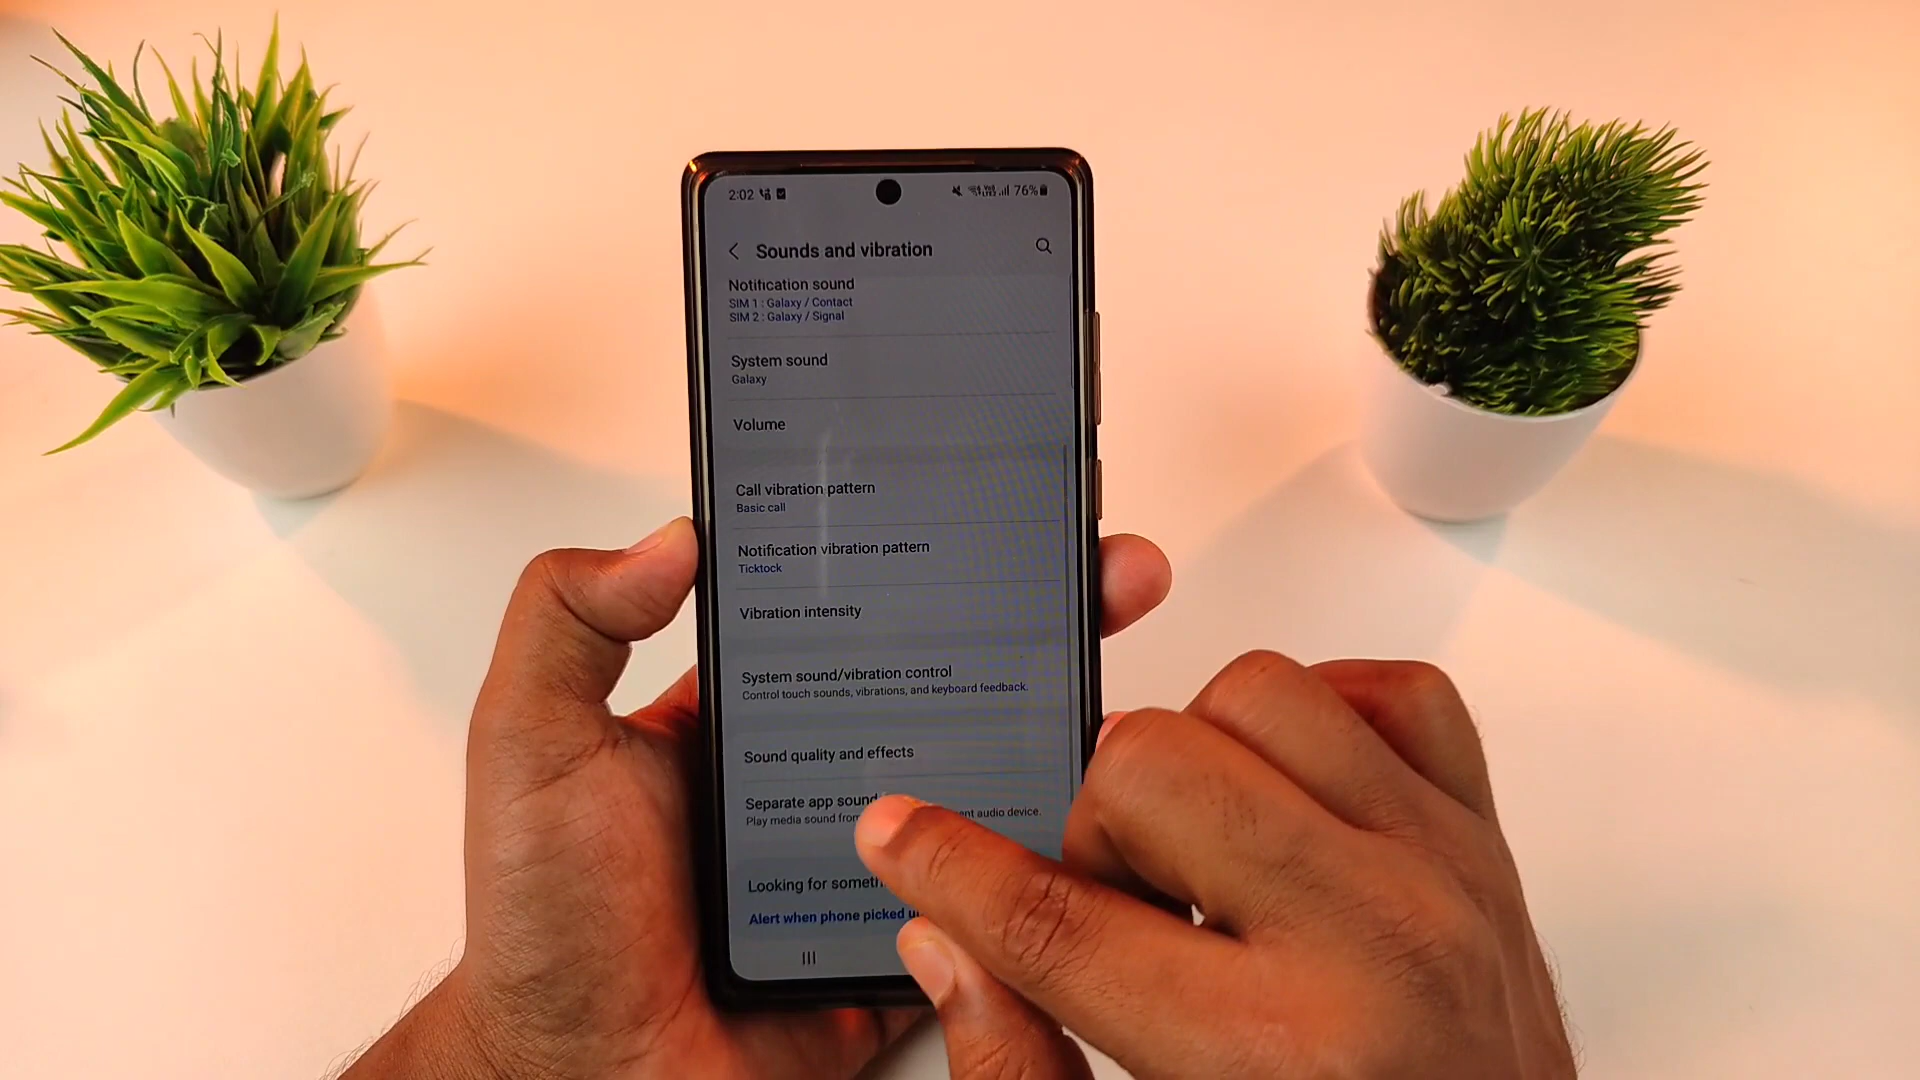 2:02 76%
Sounds and vibration
Notification sound
SIM 1 : Galaxy / Contact
SIM 2 : Galaxy / Signal
System sound
Galaxy
Volume
Call vibration pattern
Basic call
Notification vibration pattern
Ticktock
Vibration intensity
System sound/vibration control
Control touch sounds, vibrations, and keyboard feedback.
Sound quality and effects
Separate app sound
Play media sound audio device.
Looking for
Alert when phone picked